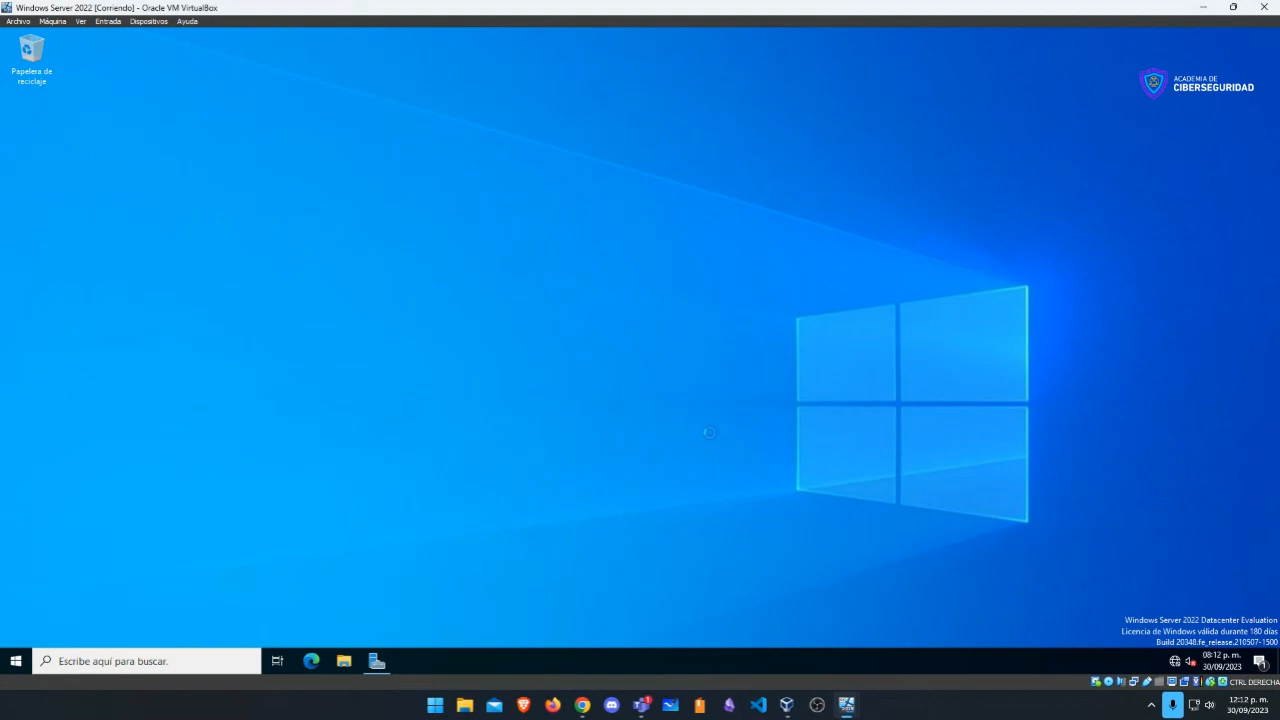 Windows Server 2022 [Corriendo] - Oracle VM VirtualBox
Archivo Máquina Ver Entrada Dispositivos Ayuda
Papelera de
reciclaje
ACADEMIA DE
CIBERSEGURIDAD
Windows Server 2022 Datacenter Evaluation
Licencia de Windows válida durante 180 días
Build 20348.fe_release.210507-1500
Escribe aquí para buscar.
08:12 p. m.
30/09/2023
1
CTRL DERECHA
1
12:12 p. m.
30/09/2023